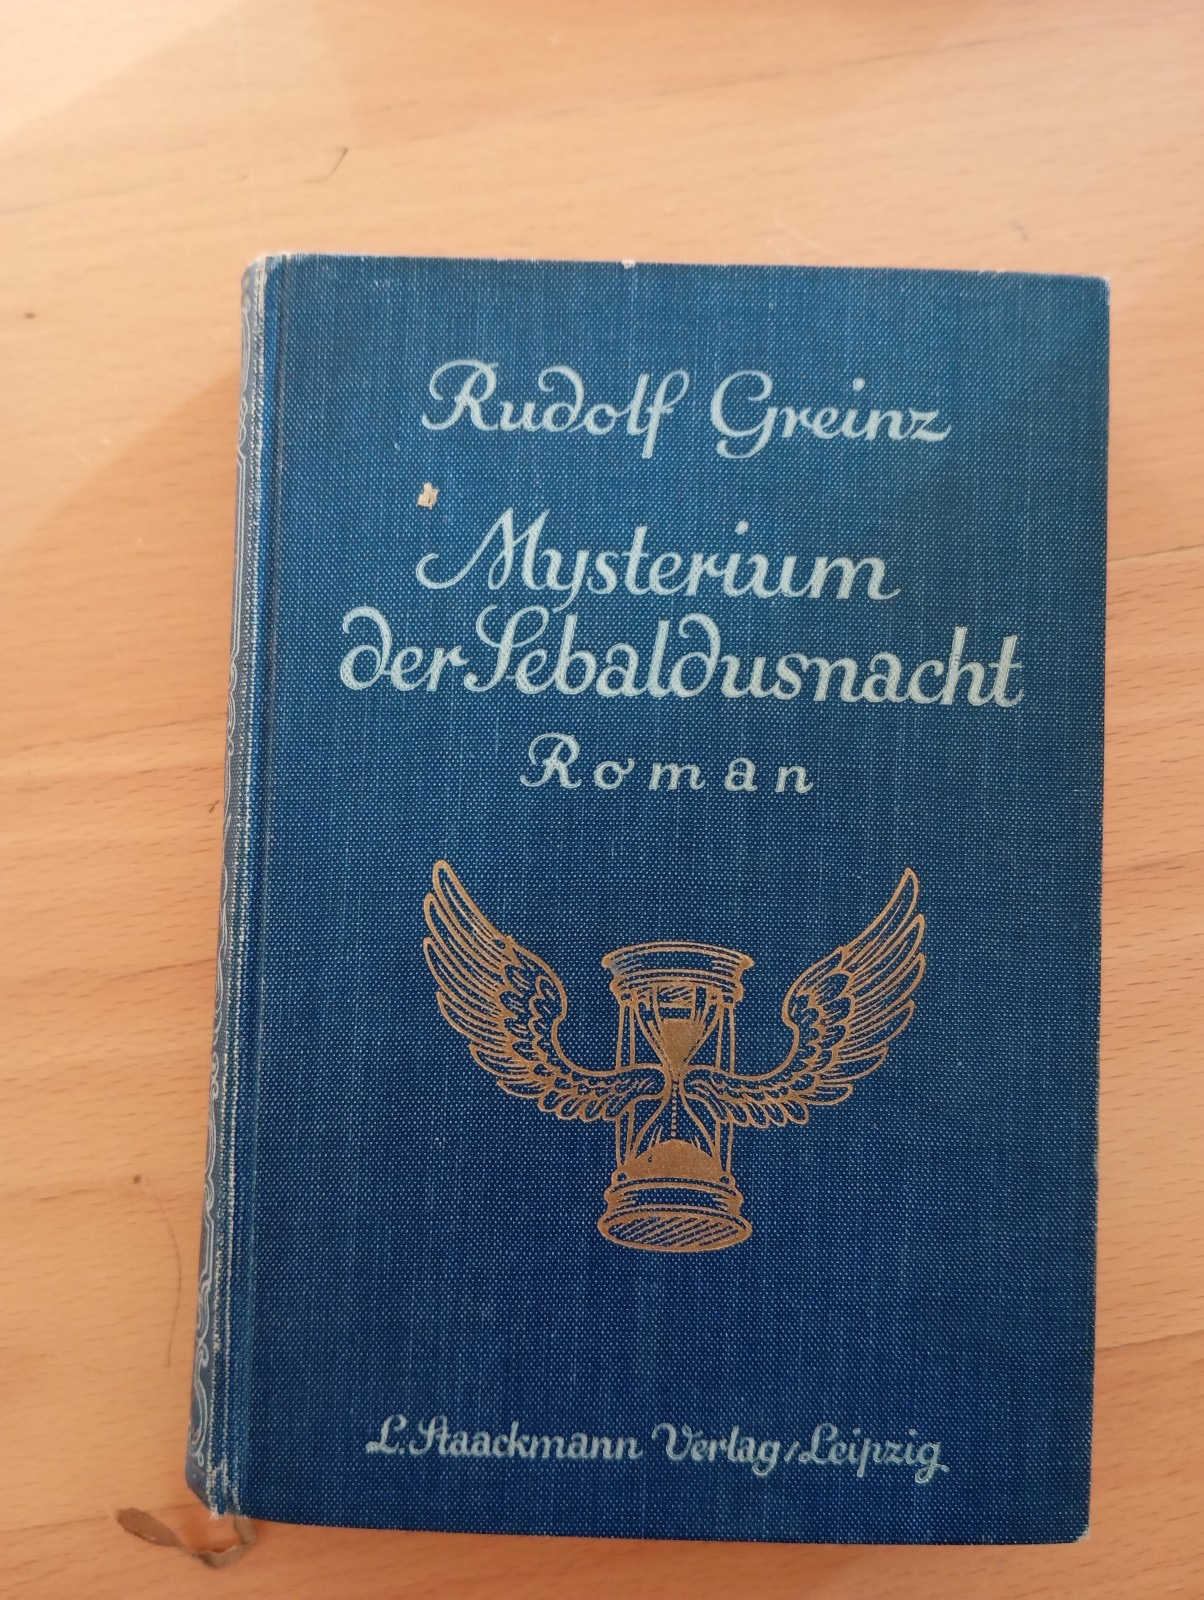 Rudolf Greinz
Mysterium
der Sebaldusnacht
Roman
L. Staackmann Verlag / Leipzig